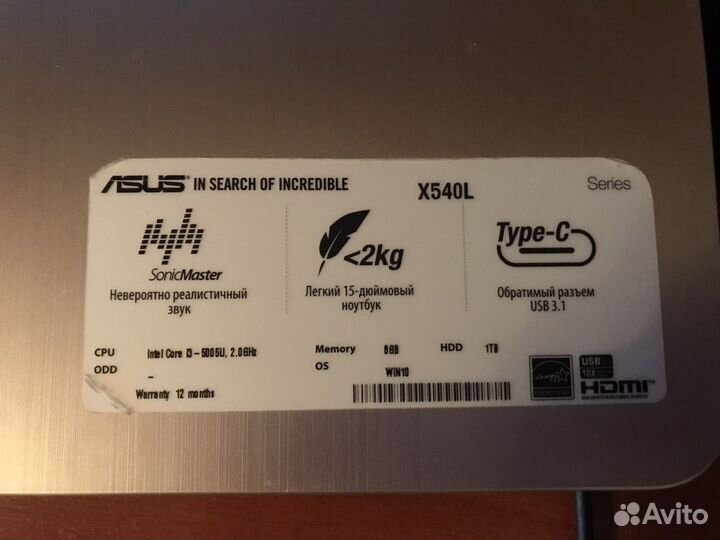 ASUS IN SEARCH OF INCREDIBLE X540L Series
SonicMaster
Невероятно реалистичный
звук
<2kg
Легкий 15-дюймовый
ноутбук
Type-C
Обратимый разъем
USB 3.1
CPU Intel Core i3-5005U, 2.0GHz
ODD -
Warranty 12 months
Memory 8GB HDD 1TB
OS WIN10
USB
10X
HDMI
Avito